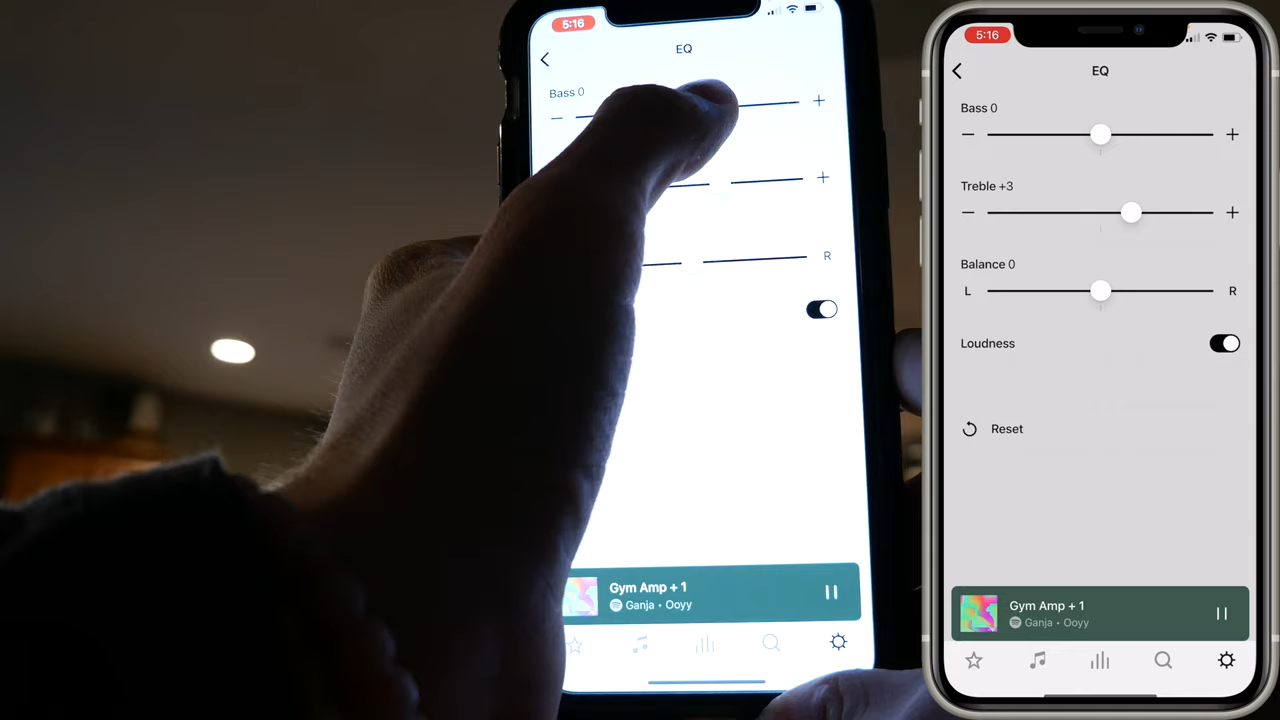 5:16
EQ
Bass 0
R
Gym Amp + 1
Ganja • Ooyy
5:16
EQ
Bass 0
Treble +3
Balance 0
L R
Loudness
Reset
Gym Amp + 1
Ganja • Ooyy